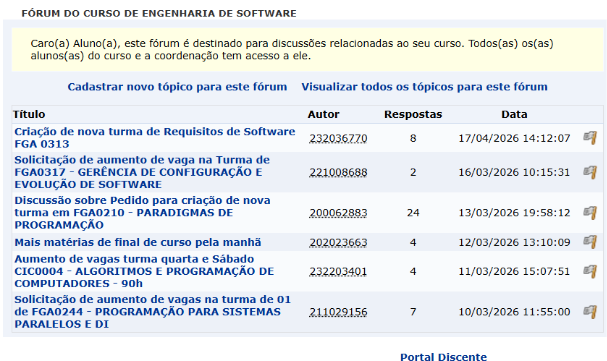 FÓRUM DO CURSO DE ENGENHARIA DE SOFTWARE
Caro(a) Aluno(a), este fórum é destinado para discussões relacionadas ao seu curso. Todos(as) os(as)
alunos(as) do curso e a coordenação tem acesso a ele.
Cadastrar novo tópico para este fórum Visualizar todos os tópicos para este fórum
Título Autor Respostas Data
Criação de nova turma de Requisitos de Software
FGA 0313
232036770 8 17/04/2026 14:12:07
Solicitação de aumento de vaga na Turma de
FGA0317 - GERÊNCIA DE CONFIGURAÇÃO E
EVOLUÇÃO DE SOFTWARE
221008688 2 16/03/2026 10:15:31
Discussão sobre Pedido para criação de nova
turma em FGA0210 - PARADIGMAS DE
PROGRAMAÇÃO
200062883 24 13/03/2026 19:58:12
Mais matérias de final de curso pela manhã 202023663 4 12/03/2026 13:10:09
Aumento de vagas turma quarta e Sábado
CIC0004 - ALGORITMOS E PROGRAMAÇÃO DE
COMPUTADORES - 90h
232203401 4 11/03/2026 15:07:51
Solicitação de aumento de vagas na turma de 01
de FGA0244 - PROGRAMAÇÃO PARA SISTEMAS
PARALELOS E DI
211029156 7 10/03/2026 11:55:00
Portal Discente